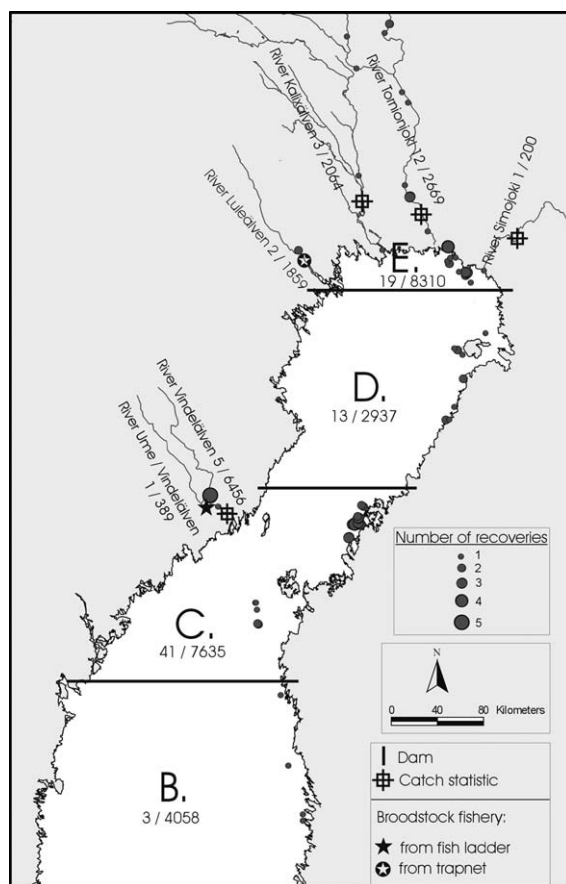 River Kalixälven 3 / 2064
River Tornionjoki 12 / 2669
River Simojoki 1 / 200
River Luleälven 2 / 1859
E.
19 / 8310
D.
13 / 2937
River Vindelälven 5 / 6456
River Ume / Vindelälven
1 / 389
Number of recoveries
1
2
3
4
5
C.
41 / 7635
N
0 40 80 Kilometers
Dam
Catch statistic
B.
3 / 4058
Broodstock fishery:
from fish ladder
from trapnet